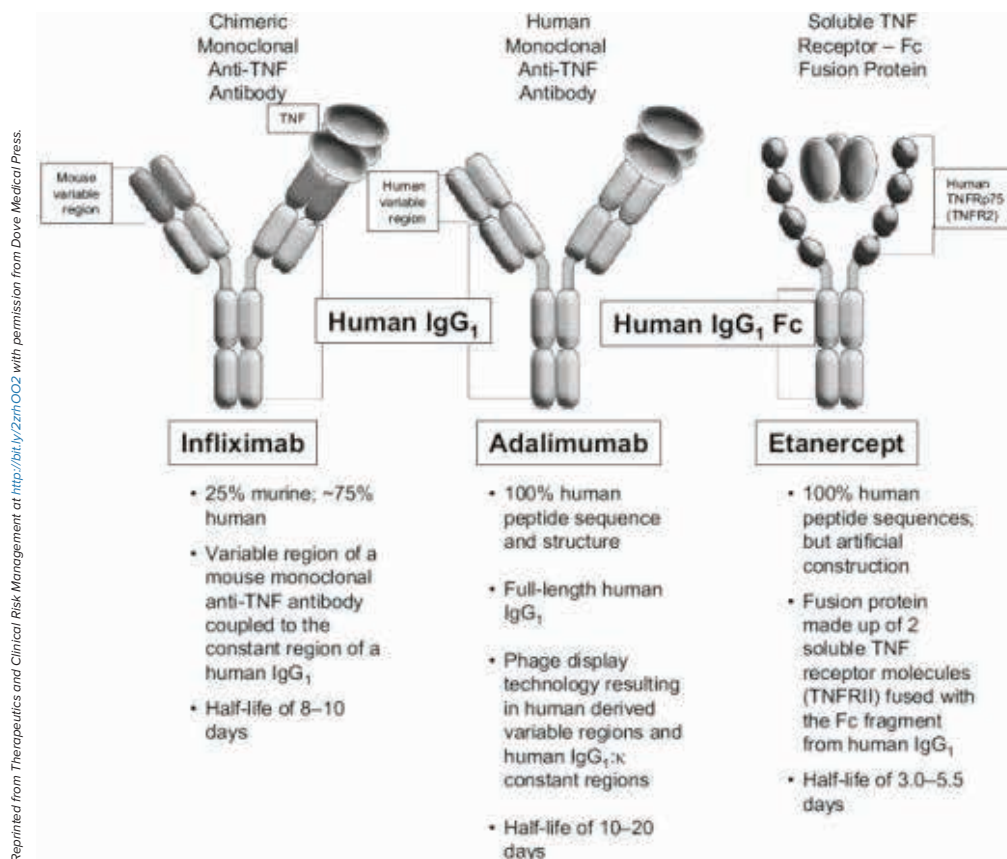 Reprinted from Therapeutics and Clinical Risk Management at http://bit.ly/2zrhOO2 with permission from Dove Medical Press.
Chimeric
Monoclonal
Anti-TNF
Antibody
TNF
Mouse
variable
region
Human
Monoclonal
Anti-TNF
Antibody
Human
variable
region
Soluble TNF
Receptor – Fc
Fusion Protein
Human
TNFRp75
(TNFR2)
Human IgG₁
Human IgG₁ Fc
Infliximab
• 25% murine; ~75%
human
• Variable region of a
mouse monoclonal
anti-TNF antibody
coupled to the
constant region of a
human IgG₁
• Half-life of 8–10
days
Adalimumab
• 100% human
peptide sequence
and structure
• Full-length human
IgG₁
• Phage display
technology resulting
in human derived
variable regions and
human IgG₁:κ
constant regions
• Half-life of 10–20
days
Etanercept
• 100% human
peptide sequences,
but artificial
construction
• Fusion protein
made up of 2
soluble TNF
receptor molecules
(TNFRII) fused with
the Fc fragment
from human IgG₁
• Half-life of 3.0–5.5
days